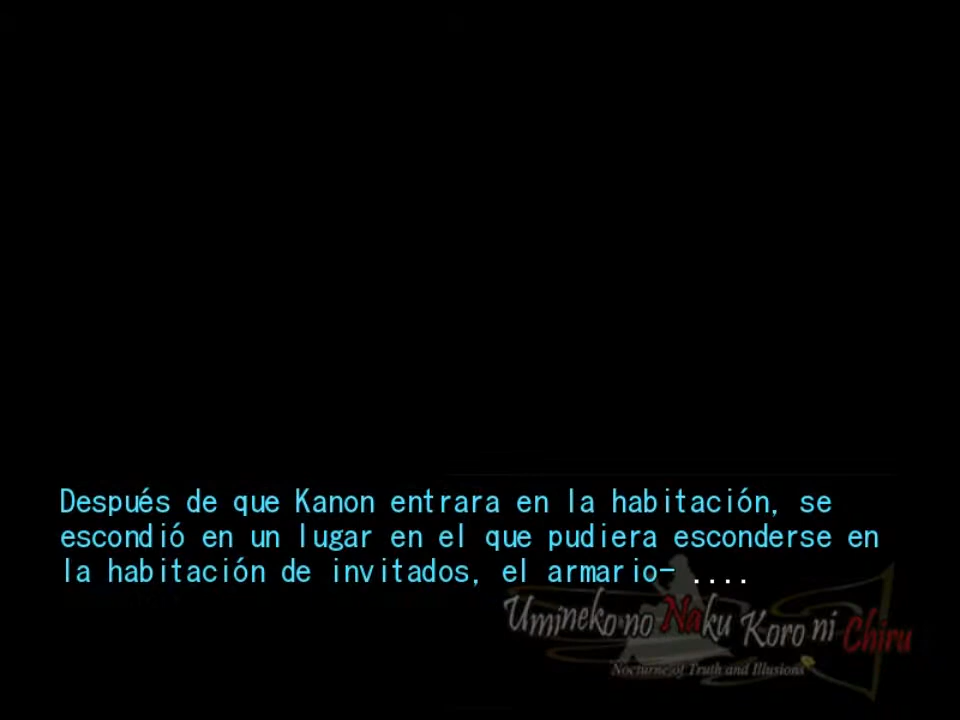 Después de que Kanon entrara en la habitación, se
escondió en un lugar en el que pudiera esconderse en
la habitación de invitados, el armario- ....
Umineko no Naku Koro ni Chiru
Nocturne of Truth and Illusions